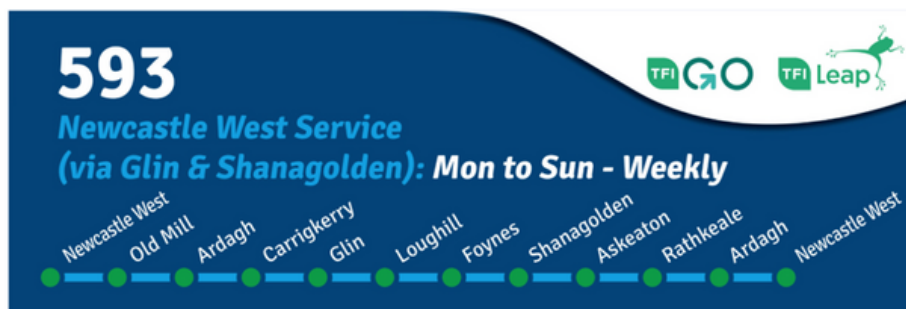 593
TFI GO
TFI Leap
Newcastle West Service
(via Glin & Shanagolden): Mon to Sun - Weekly
Newcastle West
Old Mill
Ardagh
Carrigkerry
Glin
Loughill
Foynes
Shanagolden
Askeaton
Rathkeale
Ardagh
Newcastle West